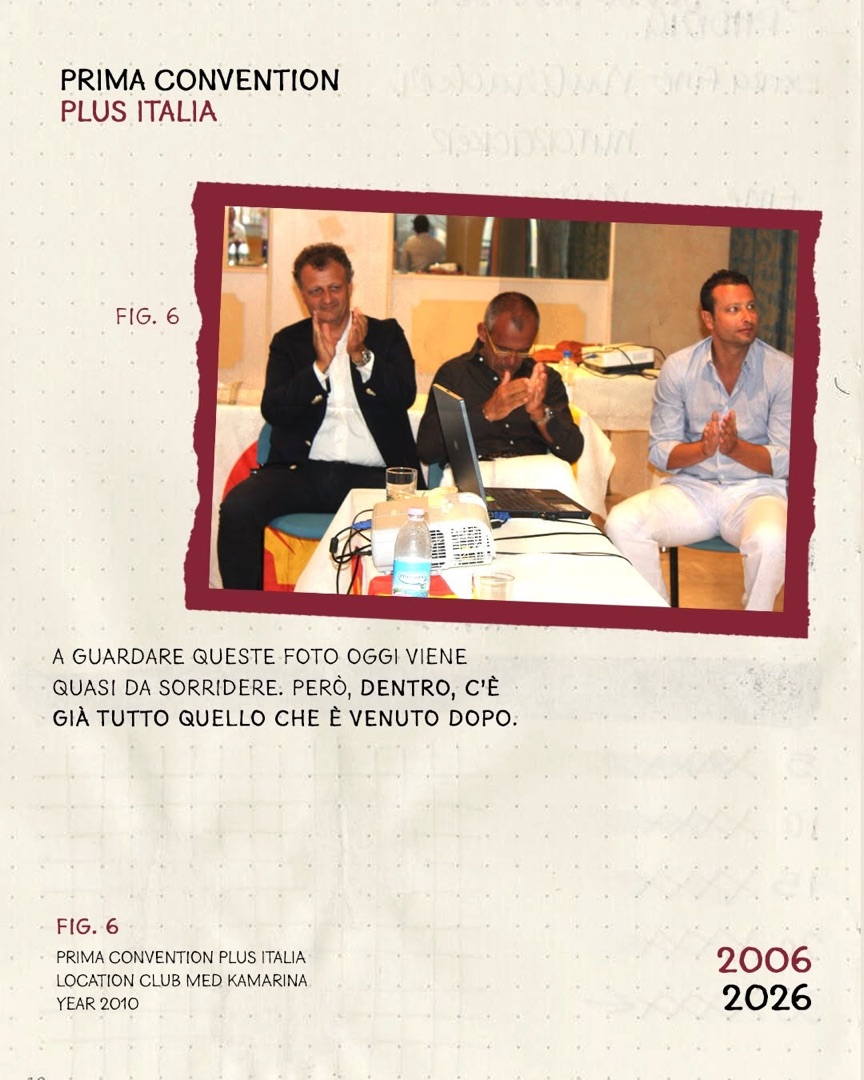 PRIMA CONVENTION
PLUS ITALIA
FIG. 6
A GUARDARE QUESTE FOTO OGGI VIENE
QUASI DA SORRIDERE. PERÒ, DENTRO, C'È
GIÀ TUTTO QUELLO CHE È VENUTO DOPO.
FIG. 6
PRIMA CONVENTION PLUS ITALIA
LOCATION CLUB MED KAMARINA
YEAR 2010
2006
2026